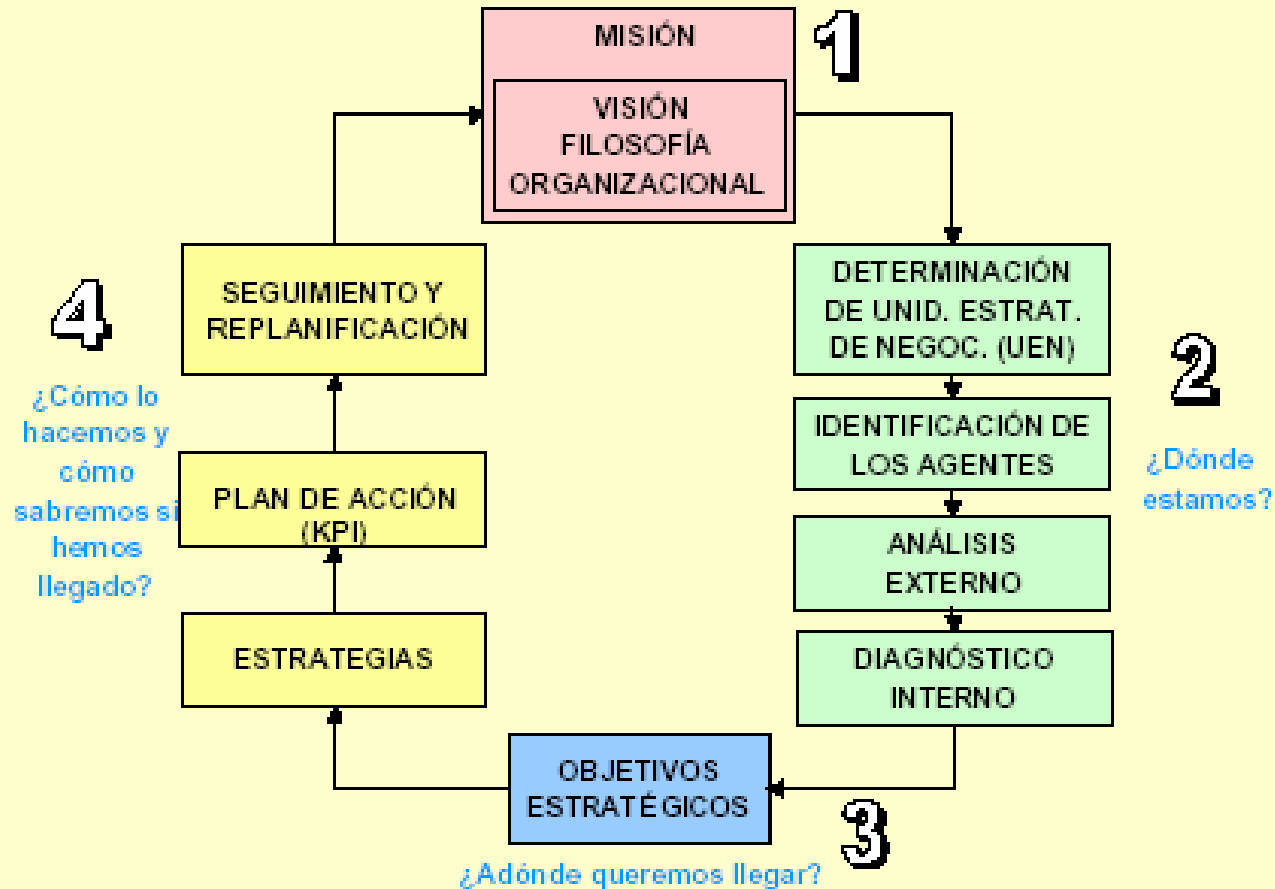 MISIÓN
1
VISIÓN
FILOSOFÍA
ORGANIZACIONAL
DETERMINACIÓN
DE UNID. ESTRAT.
DE NEGOC. (UEN)
2
¿Dónde
estamos?
IDENTIFICACIÓN DE
LOS AGENTES
ANÁLISIS
EXTERNO
DIAGNÓSTICO
INTERNO
OBJETIVOS
ESTRATÉGICOS
3
¿Adónde queremos llegar?
ESTRATEGIAS
PLAN DE ACCIÓN
(KPI)
SEGUIMIENTO Y
REPLANIFICACIÓN
4
¿Cómo lo
hacemos y
cómo
sabremos si
hemos
llegado?